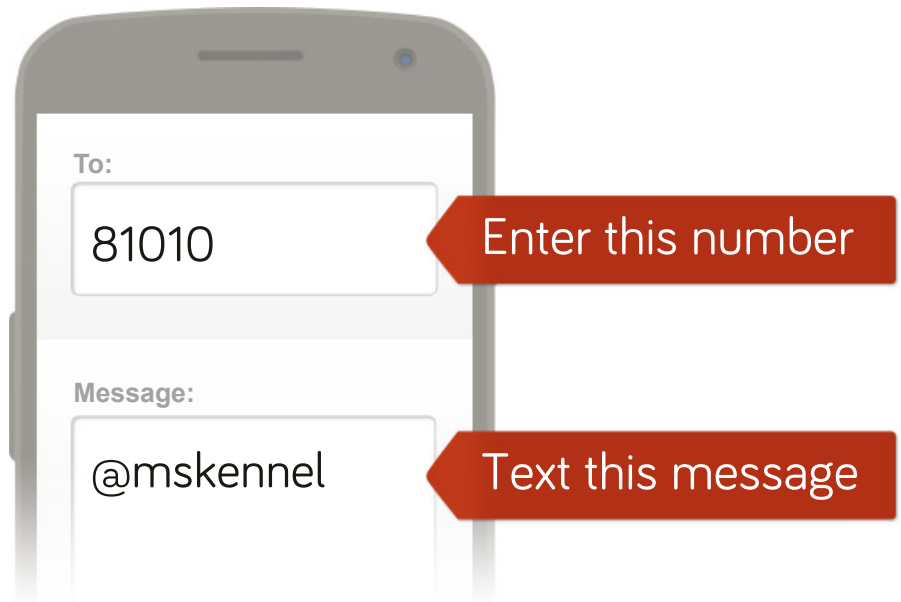 To:
81010
Enter this number
Message:
@mskennel
Text this message